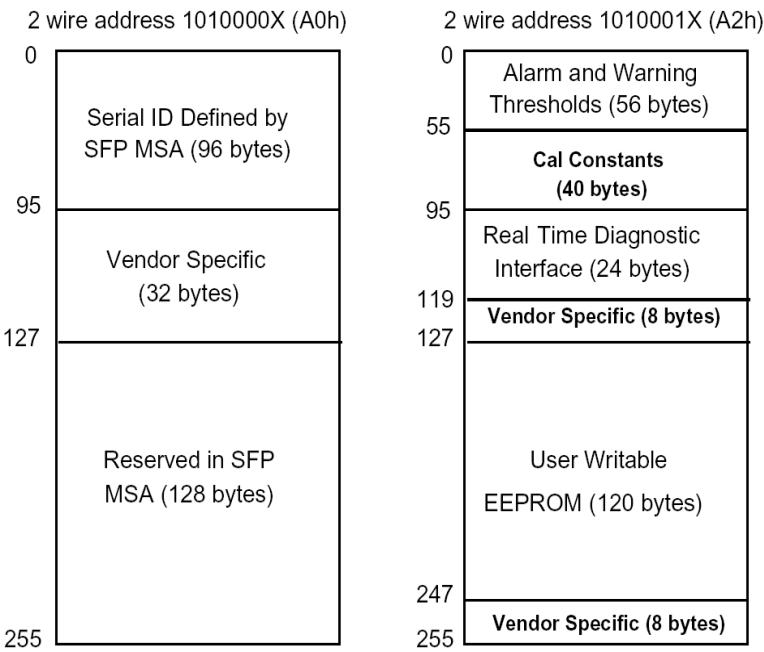 2 wire address 1010000X (A0h)
0
Serial ID Defined by
SFP MSA (96 bytes)
95
Vendor Specific
(32 bytes)
127
Reserved in SFP
MSA (128 bytes)
255
2 wire address 1010001X (A2h)
0
Alarm and Warning
Thresholds (56 bytes)
55
Cal Constants
(40 bytes)
95
Real Time Diagnostic
Interface (24 bytes)
119
Vendor Specific (8 bytes)
127
User Writable
EEPROM (120 bytes)
247
Vendor Specific (8 bytes)
255